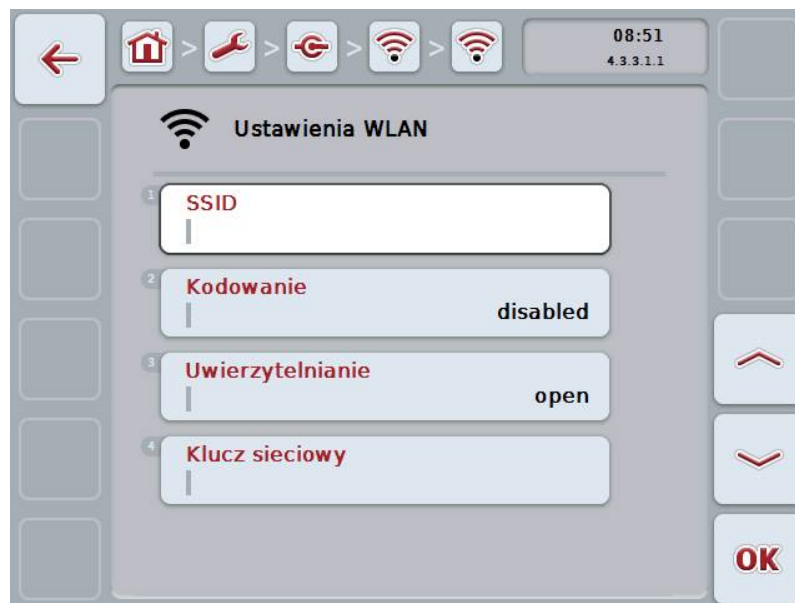 > > > >
08:51
4.3.3.1.1
Ustawienia WLAN
1
SSID
2
Kodowanie
disabled
3
Uwierzytelnianie
open
4
Klucz sieciowy
OK